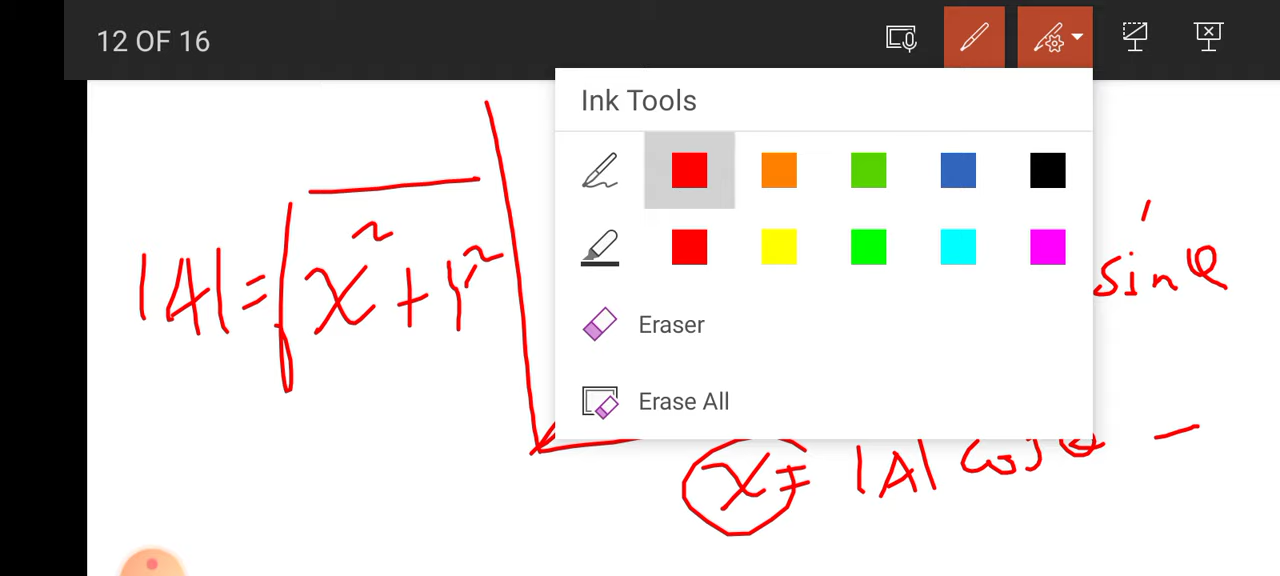 12 OF 16
Ink Tools
Eraser
Erase All
|A| = √x² + y²
sinθ
x = |A| cosθ